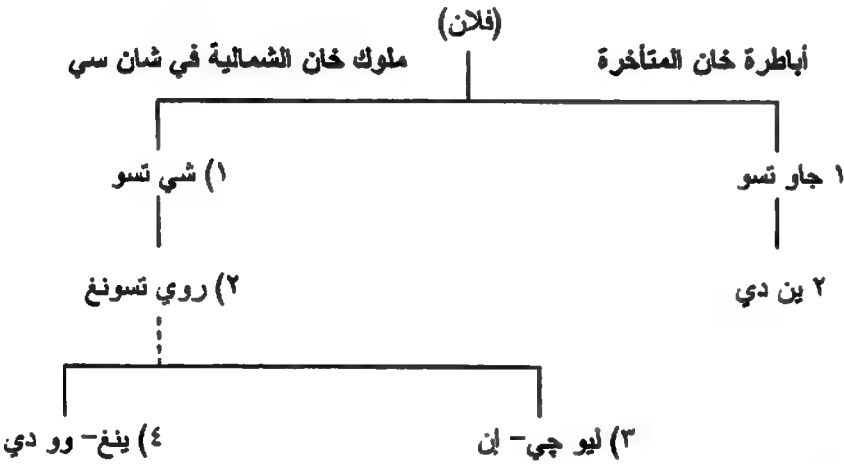 (فلان)
أباطرة خان المتأخرة
ملوك خان الشمالية في شان سي
١ جاو تسو
١) شي تسو
٢ ين دي
٢) روي تسونغ
٣) ليو چي- إن
٤) ينغ- وو دي